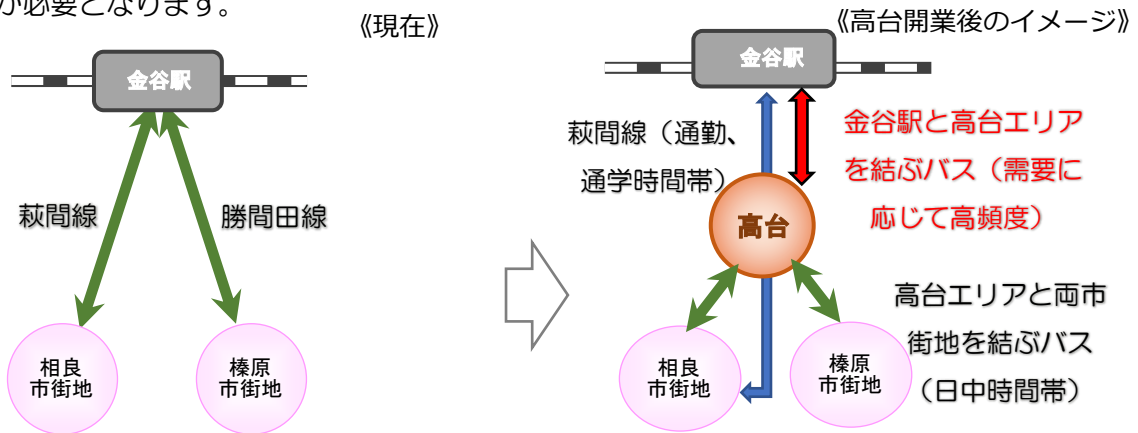 が必要となります。
《現在》
金谷駅
萩間線
勝間田線
相良
市街地
榛原
市街地
《高台開業後のイメージ》
金谷駅
萩間線（通勤、
通学時間帯）
金谷駅と高台エリア
を結ぶバス（需要に
応じて高頻度）
高台
高台エリアと両市
街地を結ぶバス
（日中時間帯）
相良
市街地
榛原
市街地